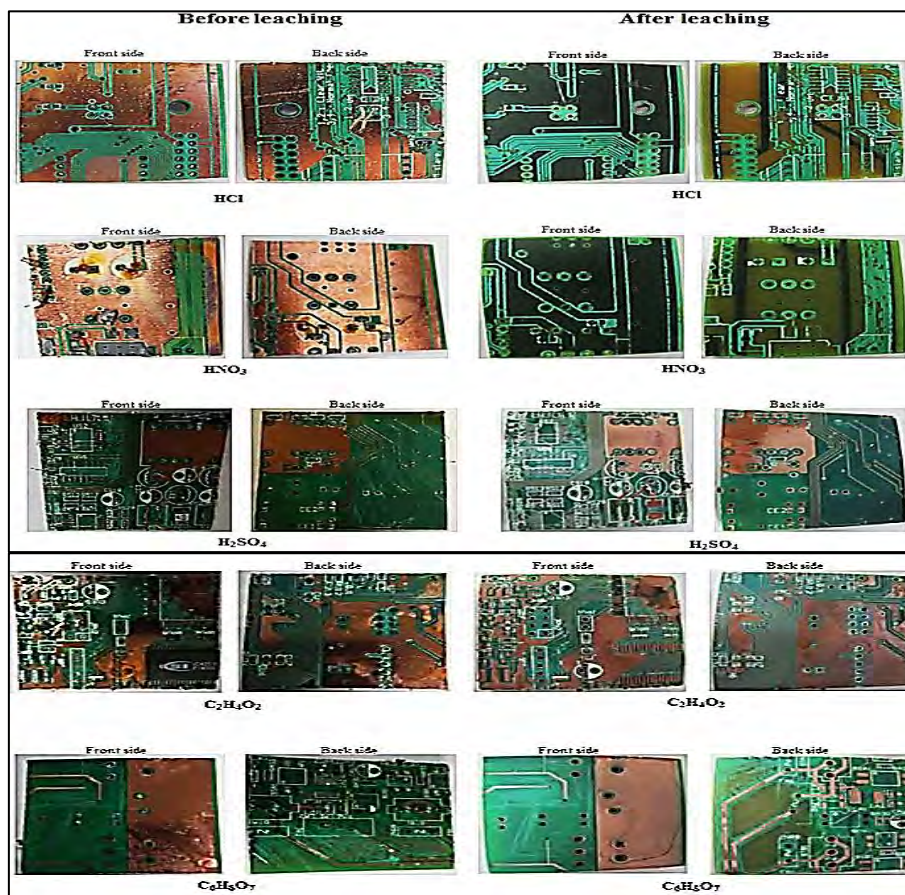 Before leaching After leaching
Front side Back side Front side Back side
HCl HCl
Front side Back side Front side Back side
HNO₃ HNO₃
Front side Back side Front side Back side
H₂SO₄ H₂SO₄
Front side Back side Front side Back side
C₂H₄O₂ C₂H₄O₂
Front side Back side Front side Back side
C₆H₈O₇ C₆H₈O₇